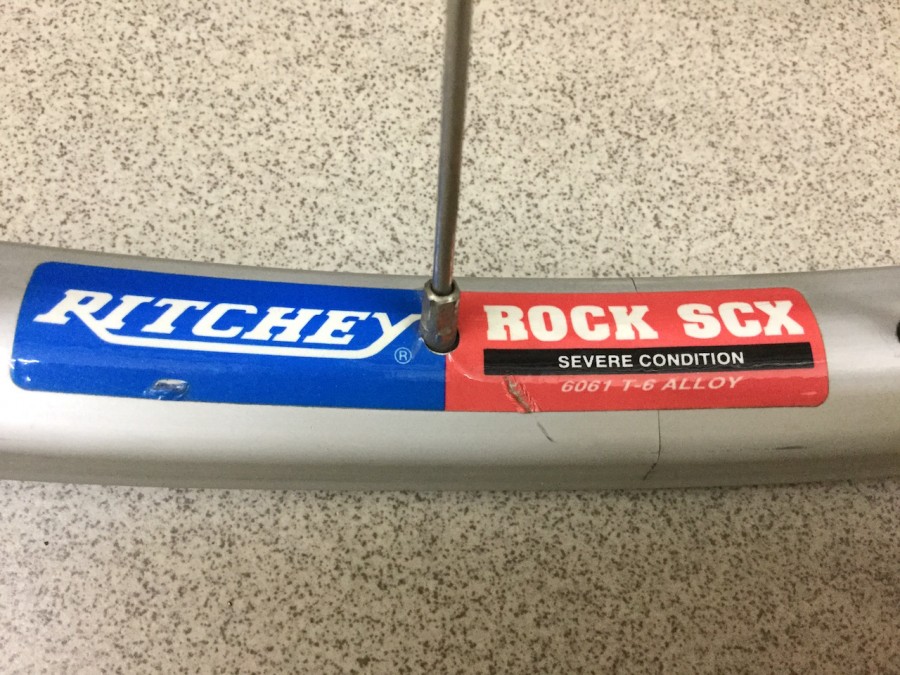 RITCHEY®
ROCK SCX
SEVERE CONDITION
6061 T-6 ALLOY